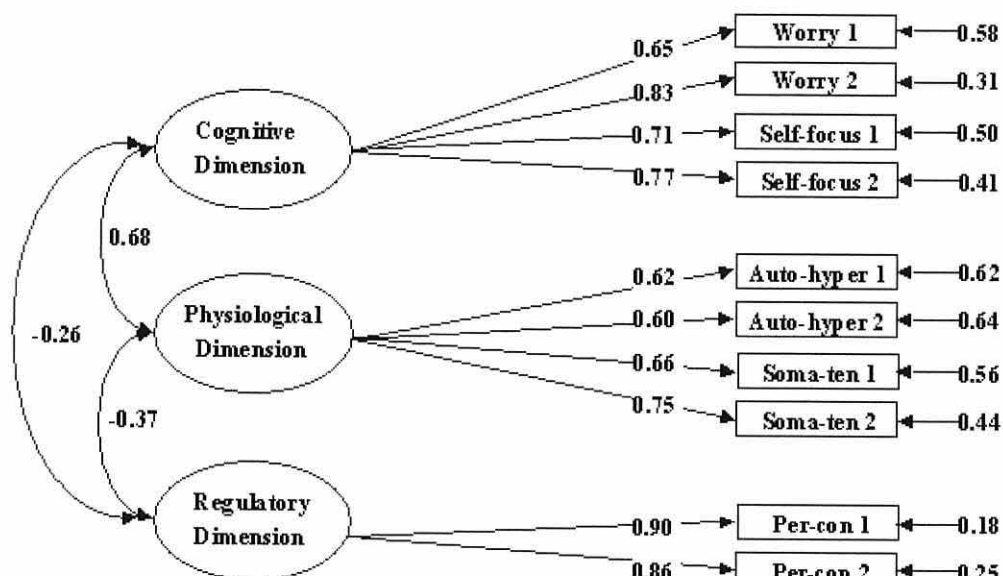 0.65
Worry 1
0.58
0.83
Worry 2
0.31
Cognitive
Dimension
0.71
Self-focus 1
0.50
0.77
Self-focus 2
0.41
0.68
0.62
Auto-hyper 1
0.62
Physiological
Dimension
0.60
Auto-hyper 2
0.64
-0.26
0.66
Soma-ten 1
0.56
0.75
Soma-ten 2
0.44
-0.37
Regulatory
Dimension
0.90
Per-con 1
0.18
0.86
Per-con 2
0.25